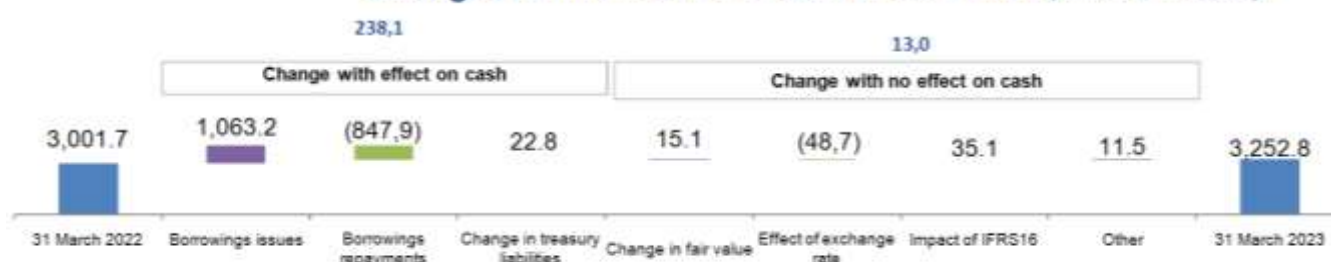 238,1
13,0
Change with effect on cash
Change with no effect on cash
3,001.7
1,063.2
(847,9)
22.8
15.1
(48,7)
35.1
11.5
3,252.8
31 March 2022
Borrowings issues
Borrowings
repayments
Change in treasury
liabilities
Change in fair value
Effect of exchange
rate
Impact of IFRS16
Other
31 March 2023